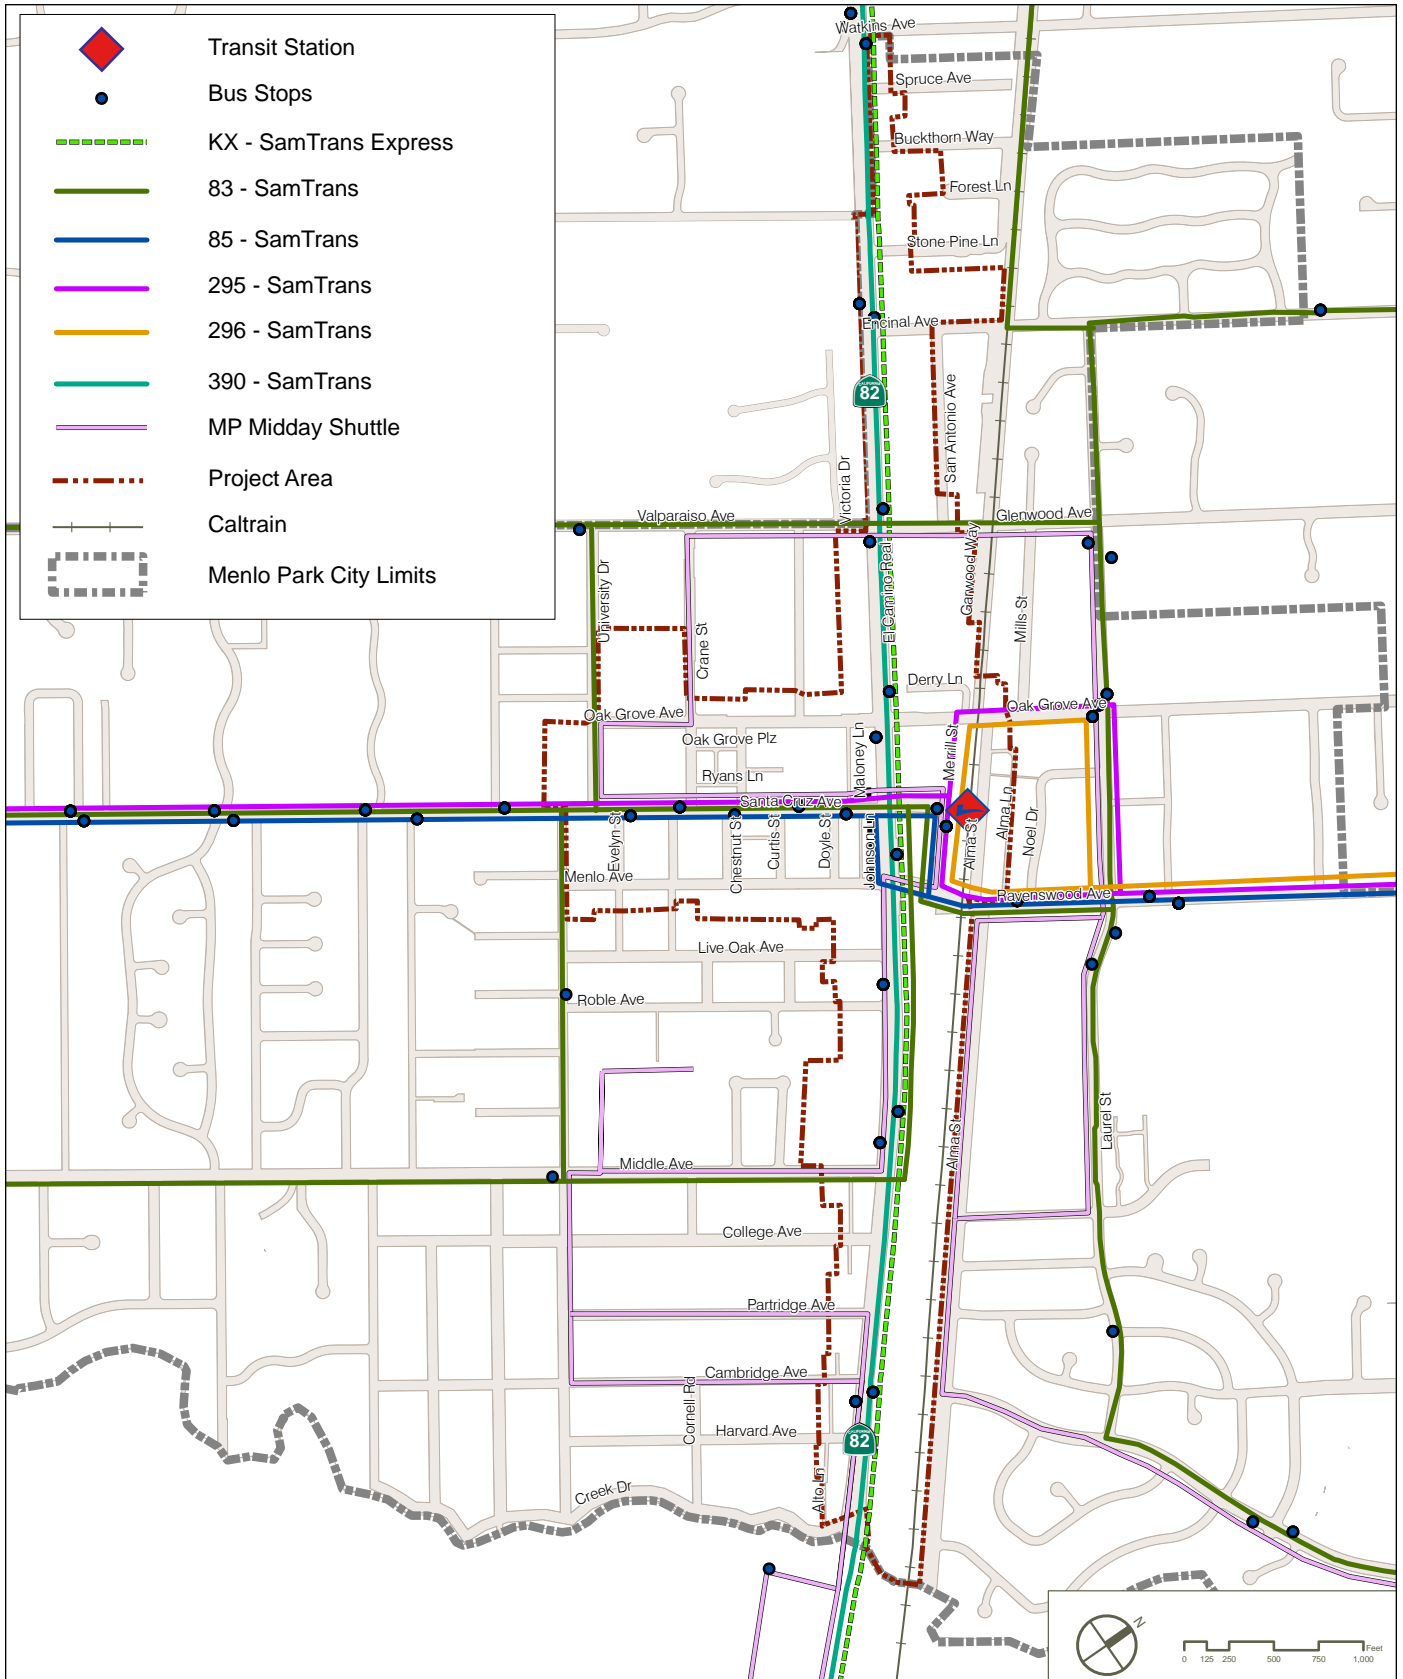 Transit Station
Bus Stops
KX - SamTrans Express
83 - SamTrans
85 - SamTrans
295 - SamTrans
296 - SamTrans
390 - SamTrans
MP Midday Shuttle
Project Area
Caltrain
Menlo Park City Limits
Watkins Ave
Spruce Ave
Buckthorn Way
Forest Ln
Stone Pine Ln
Encinal Ave
CALIFORNIA
82
San Antonio Ave
Victoria Dr
Valparaiso Ave
Glenwood Ave
El Camino Real
Garwood Way
University Dr
Mills St
Crane St
Derry Ln
Oak Grove Ave
Oak Grove Ave
Oak Grove Plz
Maloney Ln
Merrill St
Ryans Ln
Santa Cruz Ave
Evelyn St
Chestnut St
Curtis St
Doyle St
Johnson Ln
Alma St
Alma Ln
Noel Dr
Menlo Ave
Ravenswood Ave
Live Oak Ave
Roble Ave
Laurel St
Alma St
Middle Ave
College Ave
Partridge Ave
Cambridge Ave
Cornell Rd
Harvard Ave
CALIFORNIA
82
Alto Ln
Creek Dr
N
0 125 250 500 750 1,000 Feet